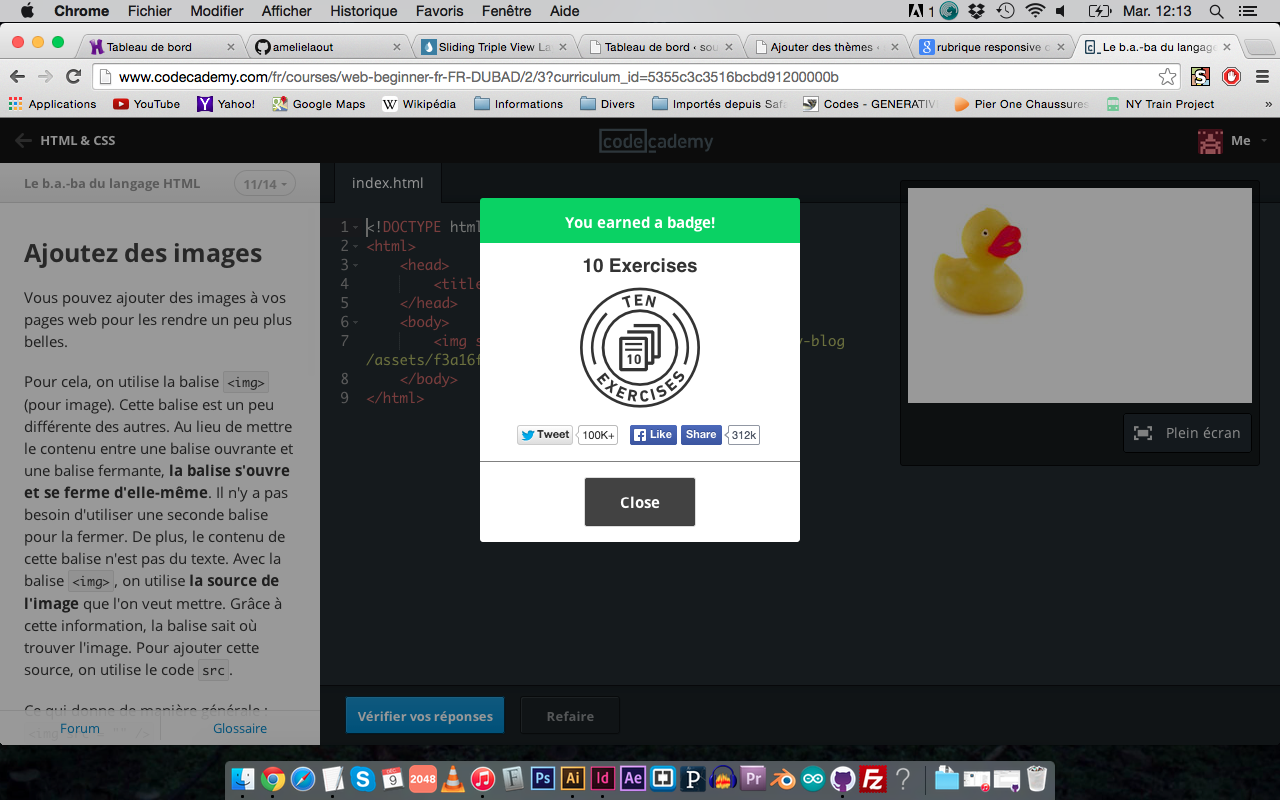 Chrome Fichier Modifier Afficher Historique Favoris Fenêtre Aide 1 Mar. 12:13
Tableau de bord amelielaout Sliding Triple View La Tableau de bord ‹ sou Ajouter des thèmes ‹ rubrique responsive Le b.a.-ba du langage
www.codecademy.com/fr/courses/web-beginner-fr-FR-DUBAD/2/3?curriculum_id=5355c3c3516bcbd91200000b
Applications YouTube Yahoo! Google Maps Wikipédia Informations Divers Importés depuis Safa Codes - GENERATIV Pier One Chaussures NY Train Project »
HTML & CSS codecademy Me
Le b.a.-ba du langage HTML 11/14
index.html
Ajoutez des images
Vous pouvez ajouter des images à vos
pages web pour les rendre un peu plus
belles.
Pour cela, on utilise la balise <img>
(pour image). Cette balise est un peu
différente des autres. Au lieu de mettre
le contenu entre une balise ouvrante et
une balise fermante, la balise s'ouvre
et se ferme d'elle-même. Il n'y a pas
besoin d'utiliser une seconde balise
pour la fermer. De plus, le contenu de
cette balise n'est pas du texte. Avec la
balise <img>, on utilise la source de
l'image que l'on veut mettre. Grâce à
cette information, la balise sait où
trouver l'image. Pour ajouter cette
source, on utilise le code src.
Ce qui donne de manière générale :
Forum Glossaire
1 <!DOCTYPE htm
2 <html>
3 <head>
4 <title
5 </head>
6 <body>
7 <img s y-blog
/assets/f3a16f
8 </body>
9 </html>
You earned a badge!
10 Exercises
TEN
10
EXERCISES
Tweet 100K+ Like Share 312k
Close
Plein écran
Vérifier vos réponses Refaire
9 2048 Ps Ai Id Ae P Pr Fz ?